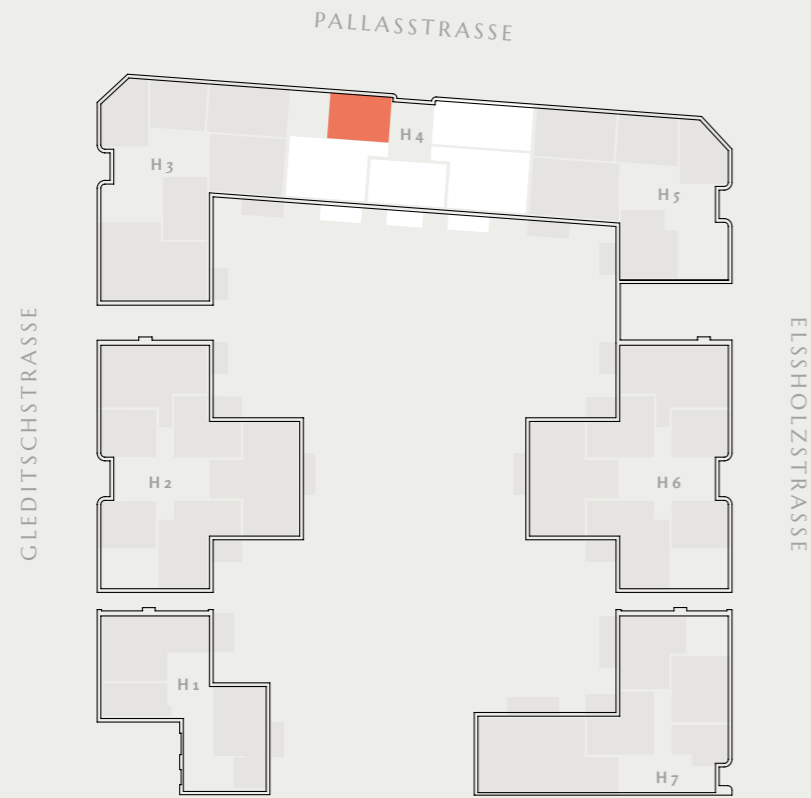 PALLASSTRASSE
H4
H3
H5
GLEDITSCHSTRASSE
ELSSHOLZSTRASSE
H2
H6
H1
H7